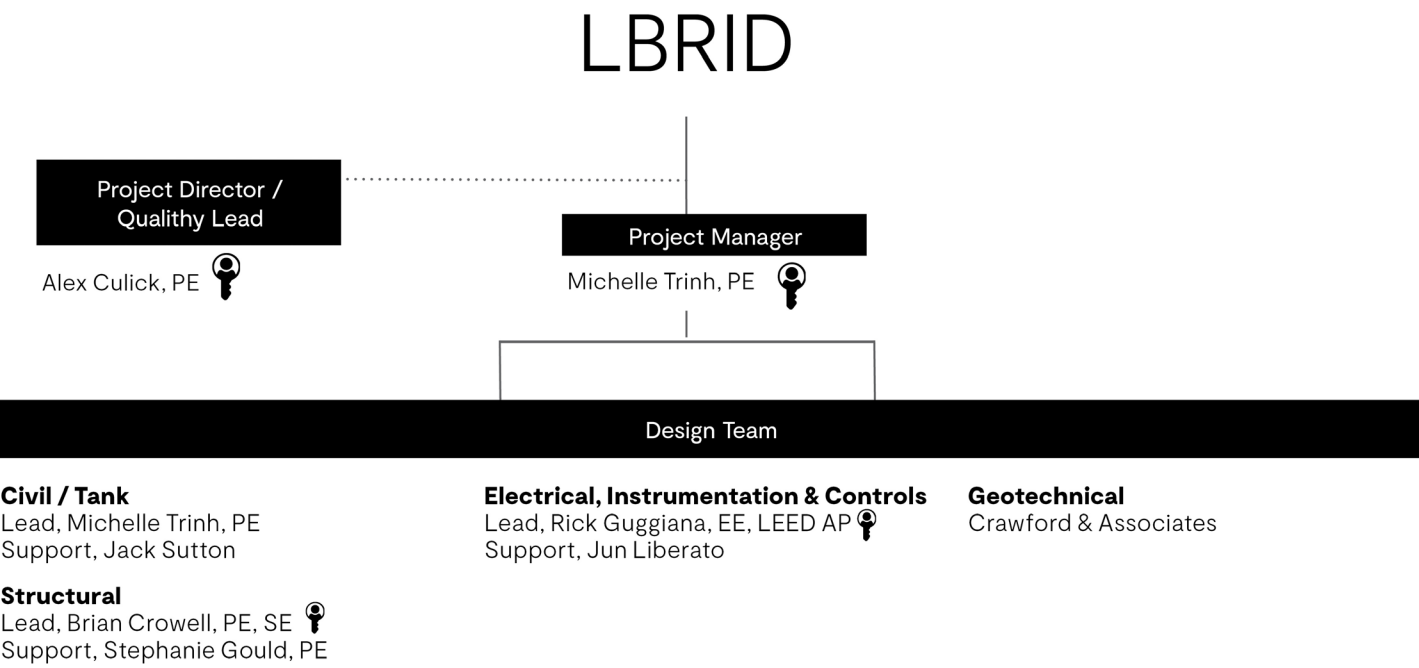 LBRID
Project Director /
Qualithy Lead
Alex Culick, PE
Project Manager
Michelle Trinh, PE
Design Team
Civil / Tank
Lead, Michelle Trinh, PE
Support, Jack Sutton
Structural
Lead, Brian Crowell, PE, SE
Support, Stephanie Gould, PE
Electrical, Instrumentation & Controls
Lead, Rick Guggiana, EE, LEED AP
Support, Jun Liberato
Geotechnical
Crawford & Associates